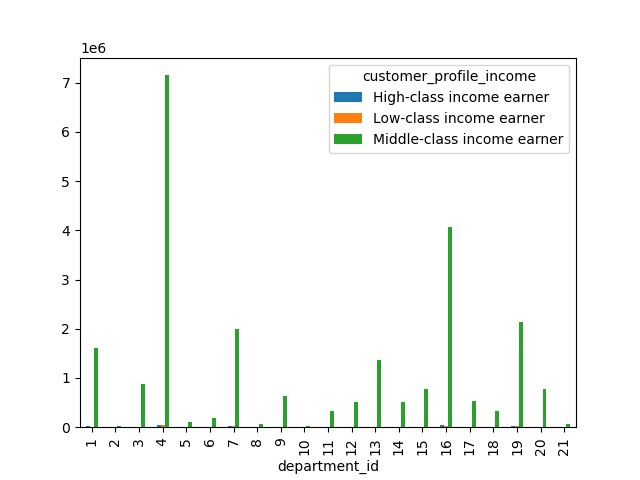 1e6
customer_profile_income
High-class income earner
Low-class income earner
Middle-class income earner
7
6
5
4
3
2
1
0
1 2 3 4 5 6 7 8 9 10 11 12 13 14 15 16 17 18 19 20 21
department_id